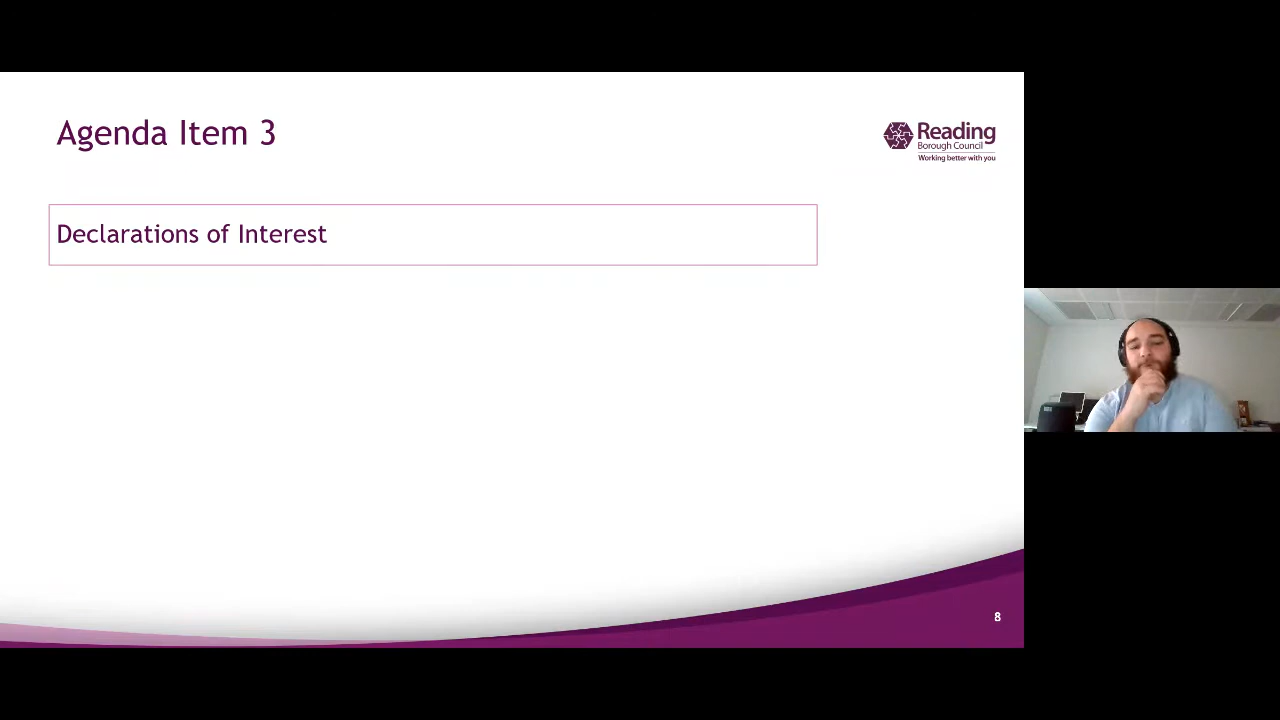 Agenda Item 3
Reading
Borough Council
Working better with you
Declarations of Interest
8